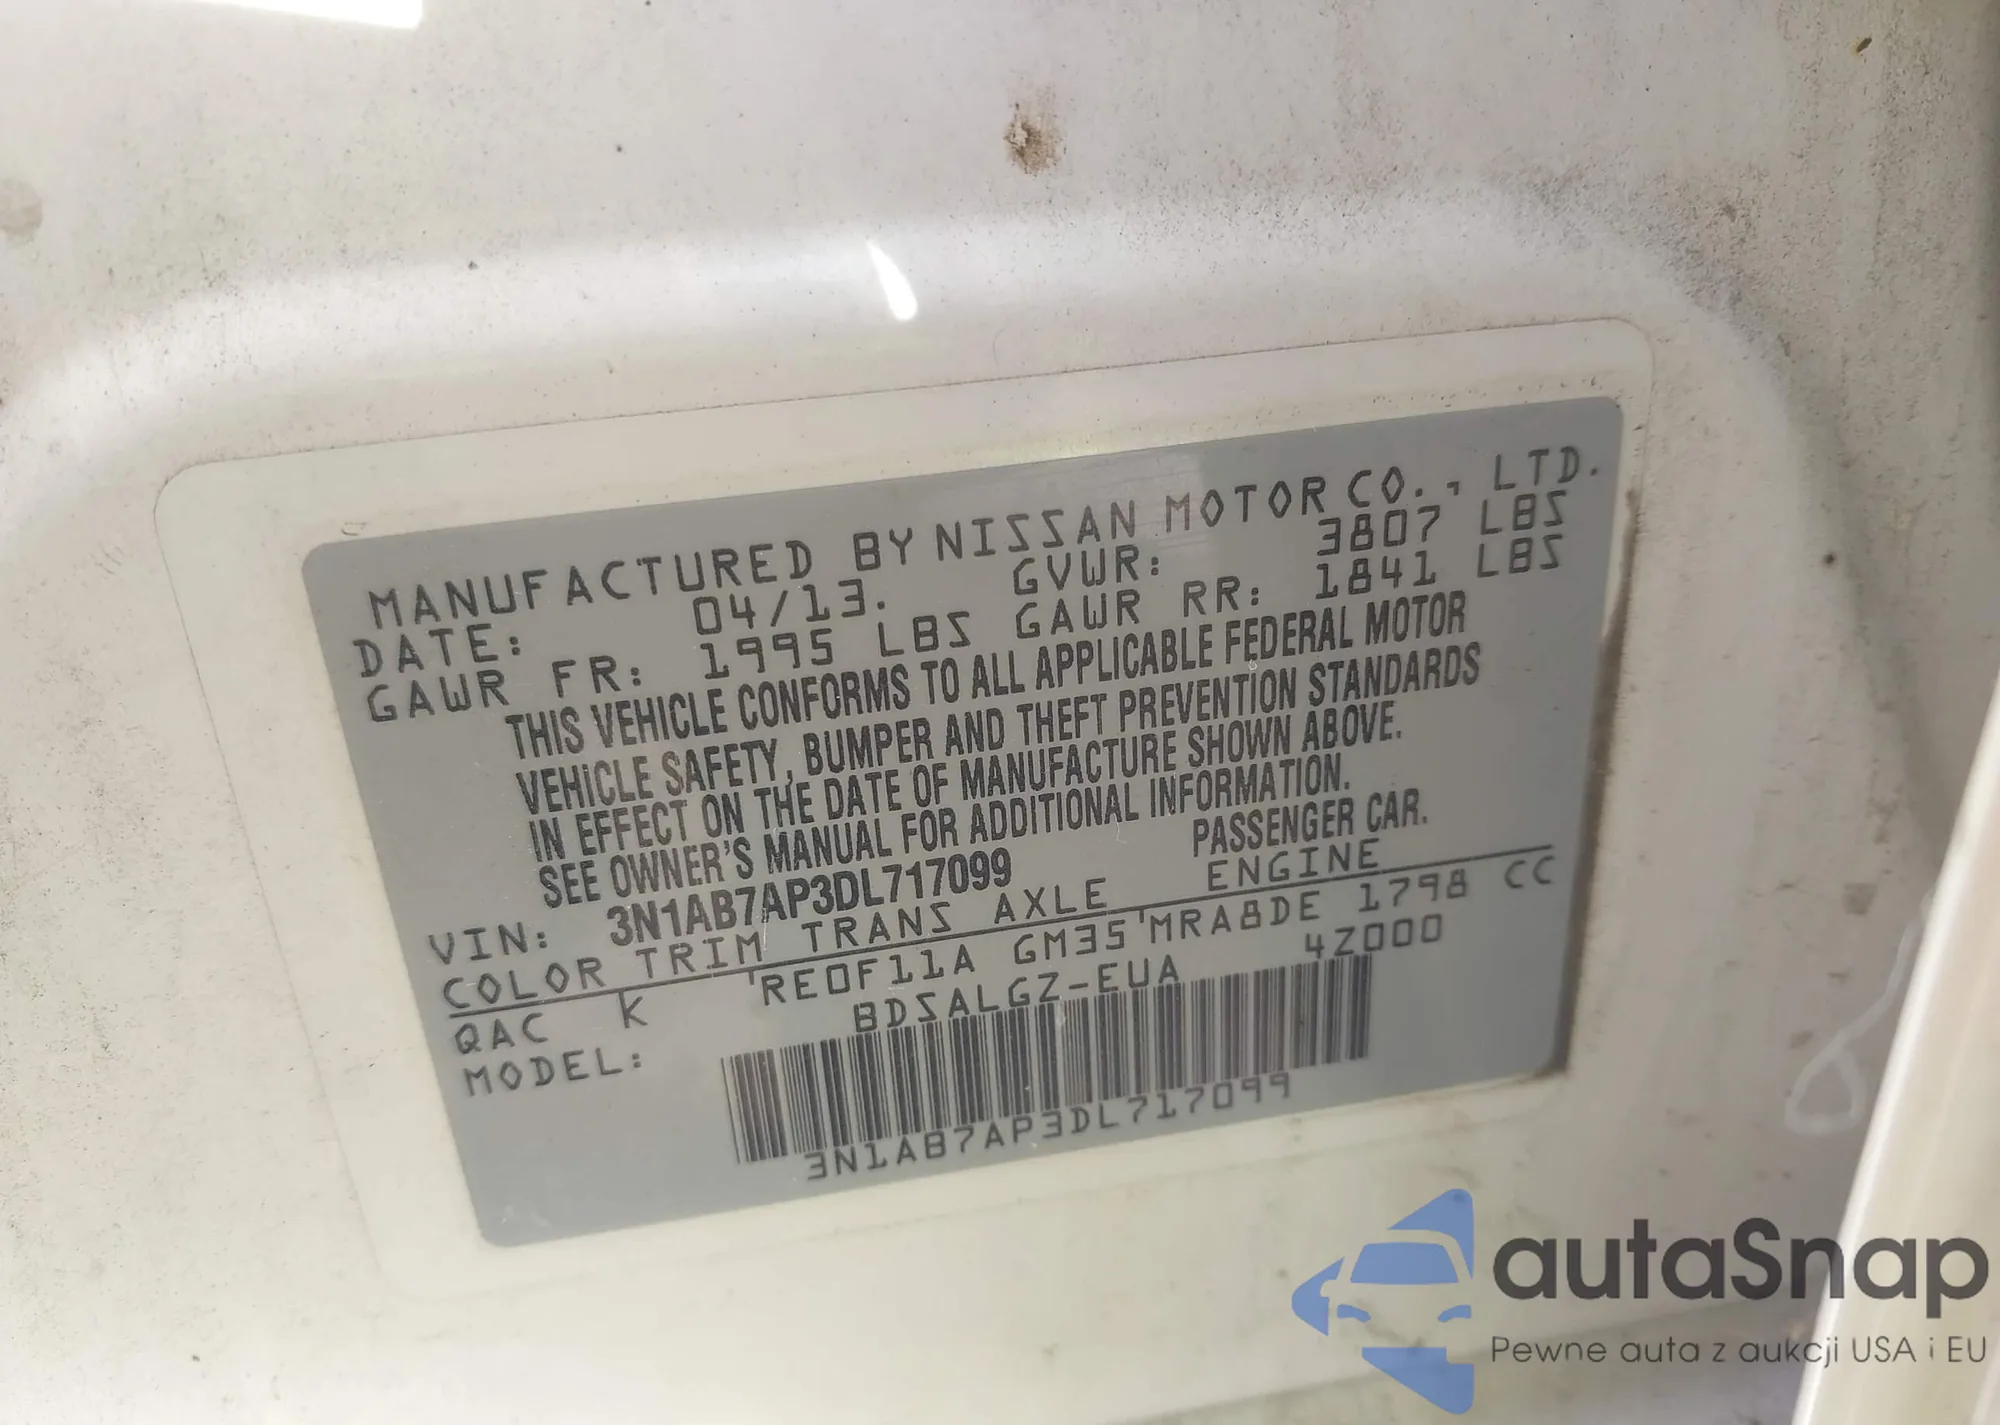 MANUFACTURED BY NISSAN MOTOR CO., LTD.
DATE: 04/13. GVWR: 3807 LBS
GAWR FR: 1995 LBS GAWR RR: 1841 LBS
THIS VEHICLE CONFORMS TO ALL APPLICABLE FEDERAL MOTOR
VEHICLE SAFETY, BUMPER AND THEFT PREVENTION STANDARDS
IN EFFECT ON THE DATE OF MANUFACTURE SHOWN ABOVE.
SEE OWNER'S MANUAL FOR ADDITIONAL INFORMATION.
VIN: 3N1AB7AP3DL717099 PASSENGER CAR.
COLOR TRIM TRANS AXLE ENGINE
QAC K RE0F11A GM35 MRA8DE 1798 CC
MODEL: BDSALGZ-EUA 4Z000
3N1AB7AP3DL717099
autaSnap
Pewne auta z aukcji USA i EU